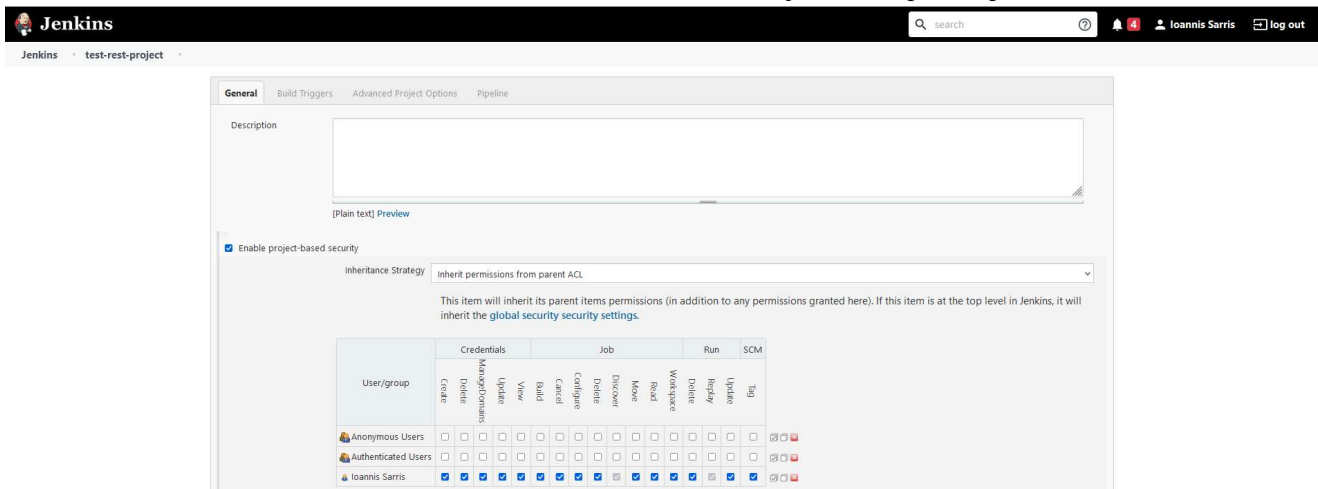 Jenkins
search
4
Ioannis Sarris
log out
Jenkins
test-rest-project
General
Build Triggers
Advanced Project Options
Pipeline
Description
[Plain text] Preview
Enable project-based security
Inheritance Strategy
Inherit permissions from parent ACL
This item will inherit its parent items permissions (in addition to any permissions granted here). If this item is at the top level in Jenkins, it will
inherit the global security security settings.
User/group
Credentials
Job
Run
SCM
Create
Delete
ManageDomains
Update
View
Build
Cancel
Configure
Delete
Discover
Move
Read
Workspace
Delete
Replay
Update
Tag
Anonymous Users
Authenticated Users
Ioannis Sarris